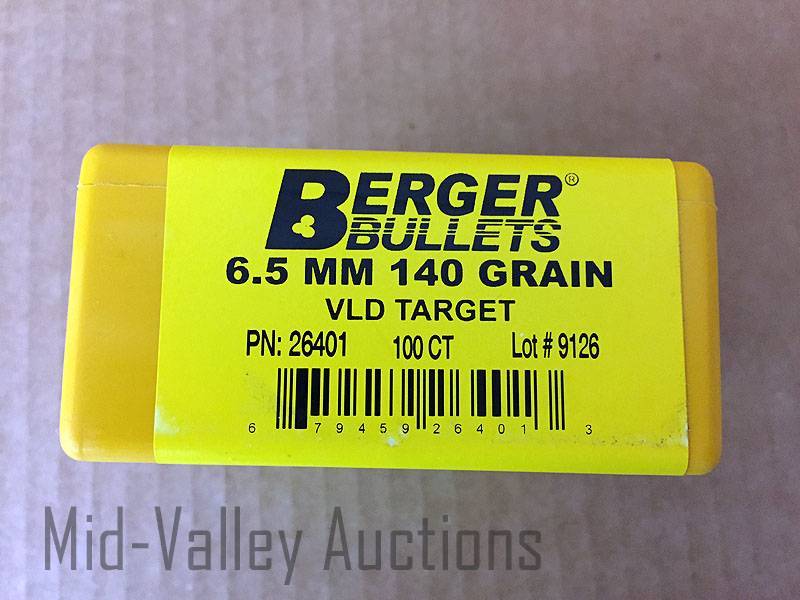 BERGER®
BULLETS
6.5 MM 140 GRAIN
VLD TARGET
PN: 26401 100 CT Lot # 9126
6 79459 26401 3
Mid-Valley Auctions